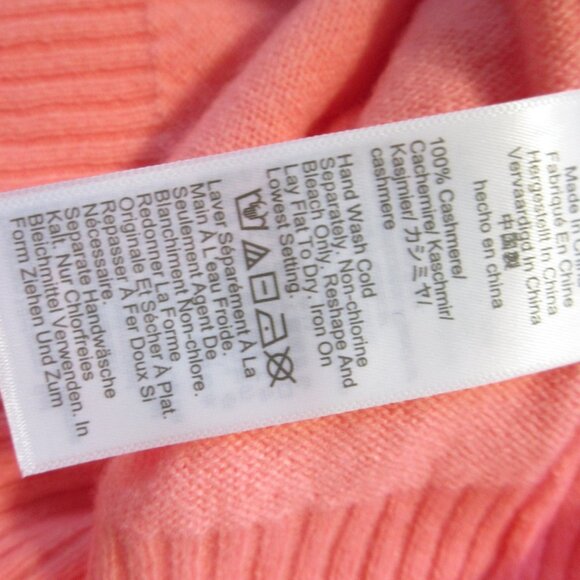 Made In China
Fabriqué En Chine
Hergestellt In China
Vervaardigd In China
中国製
hecho en china
100% Cashmere/
Cachemire/ Kaschmir/
Kasjmier/ カシミヤ/
cashmere
Hand Wash Cold
Separately. Non-chlorine
Bleach Only. Reshape And
Lay Flat To Dry. Iron On
Lowest Setting.
Laver Séparément À La
Main À L'eau Froide.
Seulement Agent De
Blanchiment Non-chlore.
Redonner La Forme
Originale Et Sécher À Plat.
Repasser À Fer Doux Si
Nécessaire.
Separate Handwäsche
Kalt. Nur Chlorfreies
Bleichmittel Verwenden. In
Form Ziehen Und Zum